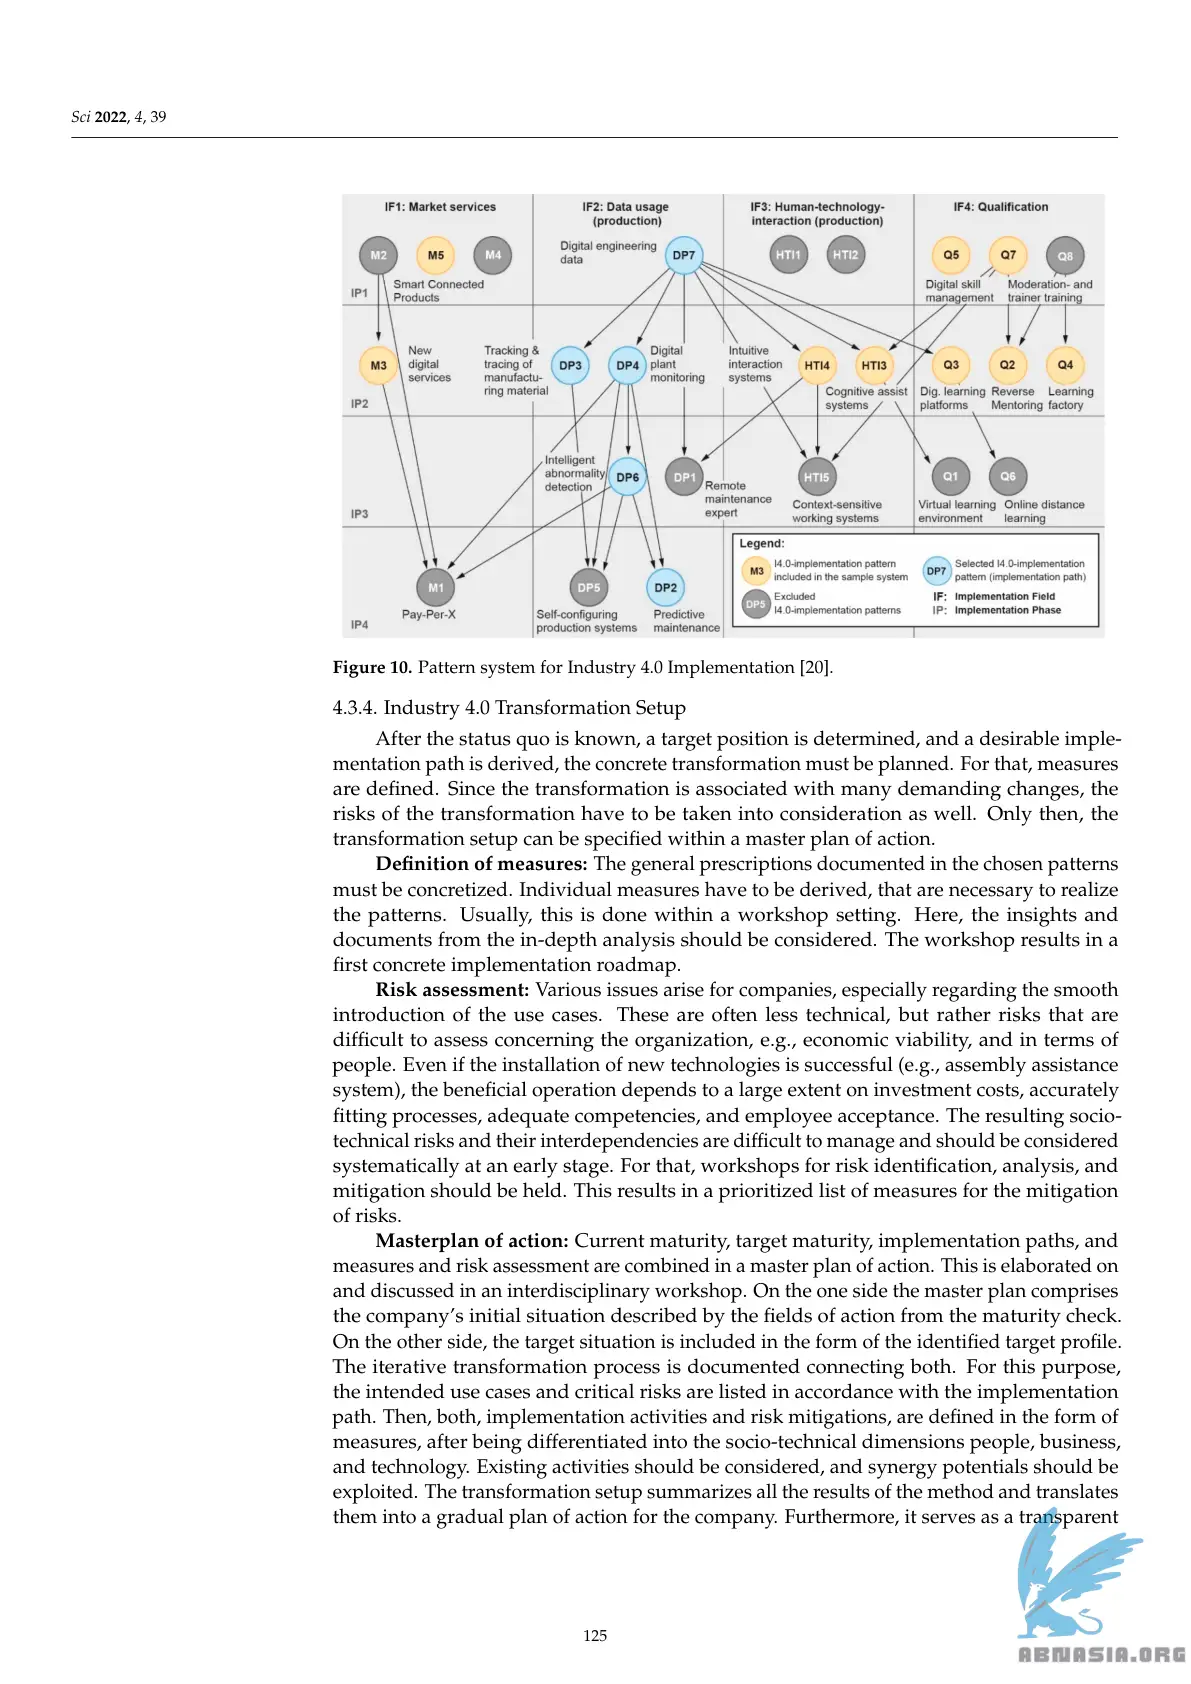 Sci 2022, 4, 39
IF1: Market services
IF2: Data usage
(production)
IF3: Human-technology-
interaction (production)
IF4: Qualification
M2
M5
M4
Smart Connected
Products
IP1
Digital engineering
data
DP7
HTI1
HTI2
Q5
Q7
Q8
Digital skill
management
Moderation- and
trainer training
M3
New
digital
services
IP2
Tracking &
tracing of
manufactu-
ring material
DP3
DP4
Digital
plant
monitoring
Intuitive
interaction
systems
HTI4
HTI3
Cognitive assist
systems
Q3
Q2
Q4
Dig. learning
platforms
Reverse
Mentoring
Learning
factory
IP3
Intelligent
abnormality
detection
DP6
DP1
Remote
maintenance
expert
HTI5
Context-sensitive
working systems
Q1
Q6
Virtual learning
environment
Online distance
learning
IP4
M1
Pay-Per-X
DP5
Self-configuring
production systems
DP2
Predictive
maintenance
Legend:
M3
I4.0-implementation pattern
included in the sample system
DP7
Selected I4.0-implementation
pattern (implementation path)
DP5
Excluded
I4.0-implementation patterns
IF: Implementation Field
IP: Implementation Phase
Figure 10. Pattern system for Industry 4.0 Implementation [20].
4.3.4. Industry 4.0 Transformation Setup
After the status quo is known, a target position is determined, and a desirable imple-
mentation path is derived, the concrete transformation must be planned. For that, measures
are defined. Since the transformation is associated with many demanding changes, the
risks of the transformation have to be taken into consideration as well. Only then, the
transformation setup can be specified within a master plan of action.
Definition of measures: The general prescriptions documented in the chosen patterns
must be concretized. Individual measures have to be derived, that are necessary to realize
the patterns. Usually, this is done within a workshop setting. Here, the insights and
documents from the in-depth analysis should be considered. The workshop results in a
first concrete implementation roadmap.
Risk assessment: Various issues arise for companies, especially regarding the smooth
introduction of the use cases. These are often less technical, but rather risks that are
difficult to assess concerning the organization, e.g., economic viability, and in terms of
people. Even if the installation of new technologies is successful (e.g., assembly assistance
system), the beneficial operation depends to a large extent on investment costs, accurately
fitting processes, adequate competencies, and employee acceptance. The resulting socio-
technical risks and their interdependencies are difficult to manage and should be considered
systematically at an early stage. For that, workshops for risk identification, analysis, and
mitigation should be held. This results in a prioritized list of measures for the mitigation
of risks.
Masterplan of action: Current maturity, target maturity, implementation paths, and
measures and risk assessment are combined in a master plan of action. This is elaborated on
and discussed in an interdisciplinary workshop. On the one side the master plan comprises
the company's initial situation described by the fields of action from the maturity check.
On the other side, the target situation is included in the form of the identified target profile.
The iterative transformation process is documented connecting both. For this purpose,
the intended use cases and critical risks are listed in accordance with the implementation
path. Then, both, implementation activities and risk mitigations, are defined in the form of
measures, after being differentiated into the socio-technical dimensions people, business,
and technology. Existing activities should be considered, and synergy potentials should be
exploited. The transformation setup summarizes all the results of the method and translates
them into a gradual plan of action for the company. Furthermore, it serves as a transparent
125
ABNASIA.ORG